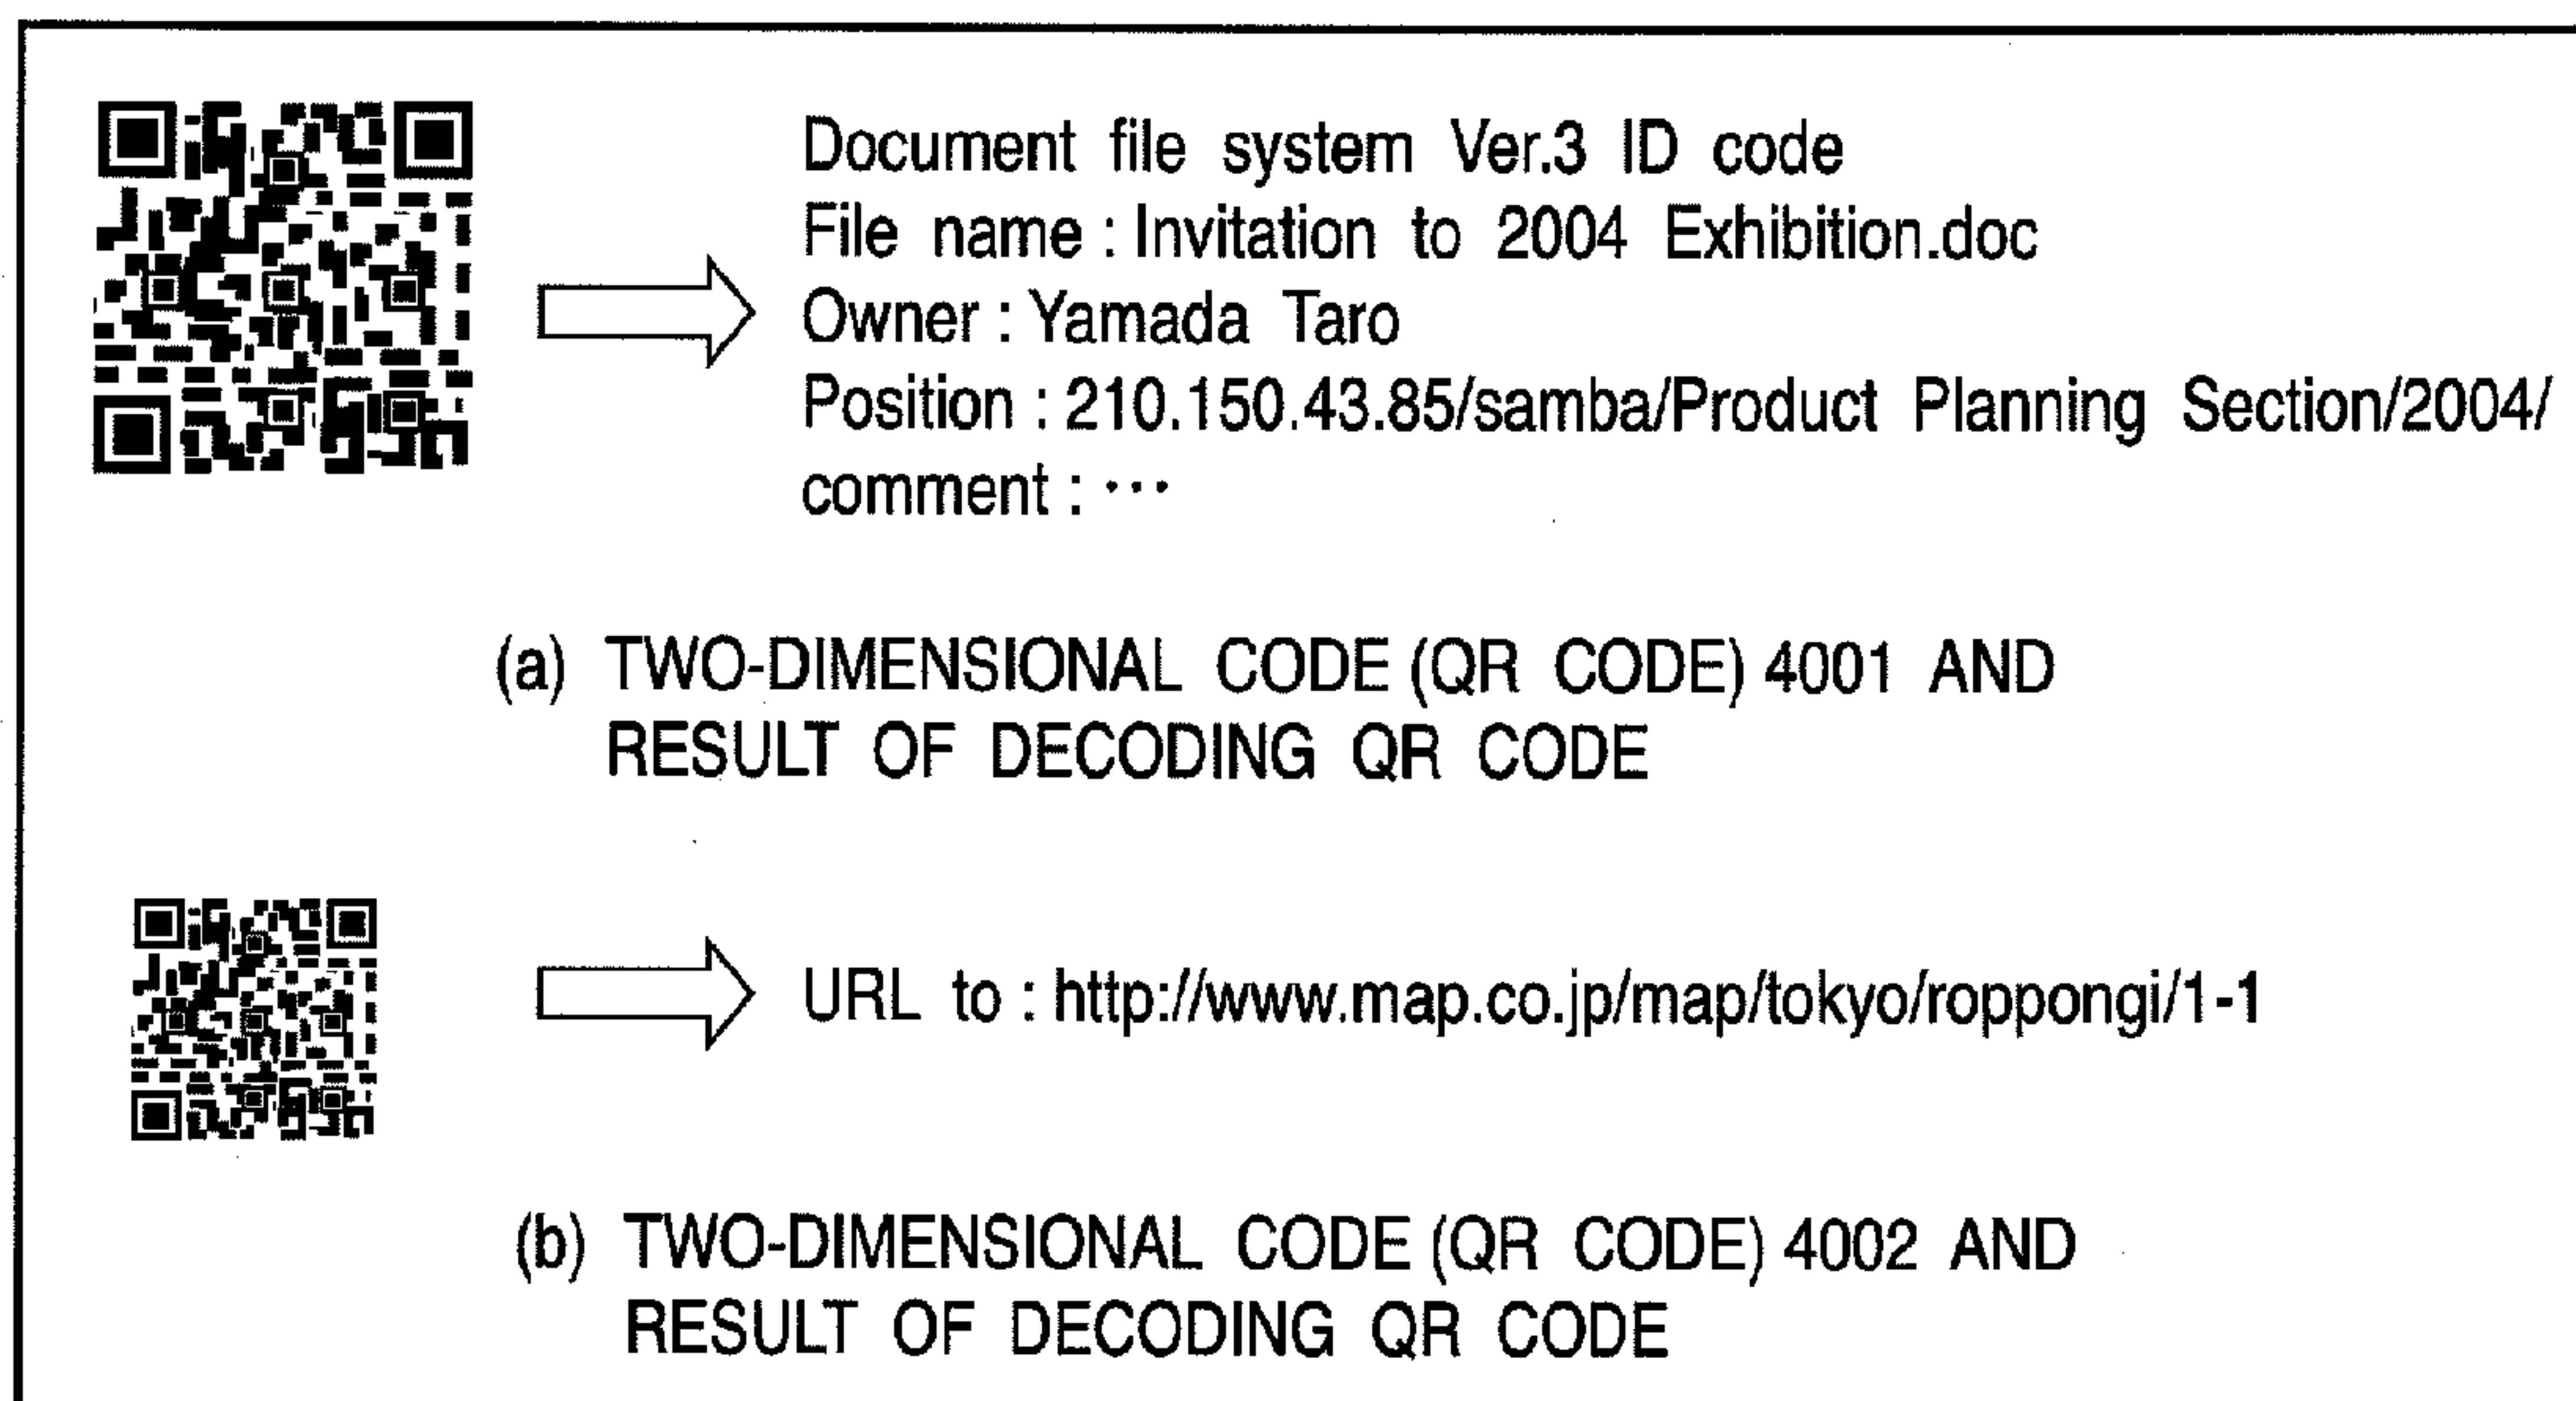 Document file system Ver.3 ID code
File name : Invitation to 2004 Exhibition.doc
Owner : Yamada Taro
Position : 210.150.43.85/samba/Product Planning Section/2004/
comment : ···
(a) TWO-DIMENSIONAL CODE (QR CODE) 4001 AND
RESULT OF DECODING QR CODE
URL to : http://www.map.co.jp/map/tokyo/roppongi/1-1
(b) TWO-DIMENSIONAL CODE (QR CODE) 4002 AND
RESULT OF DECODING QR CODE